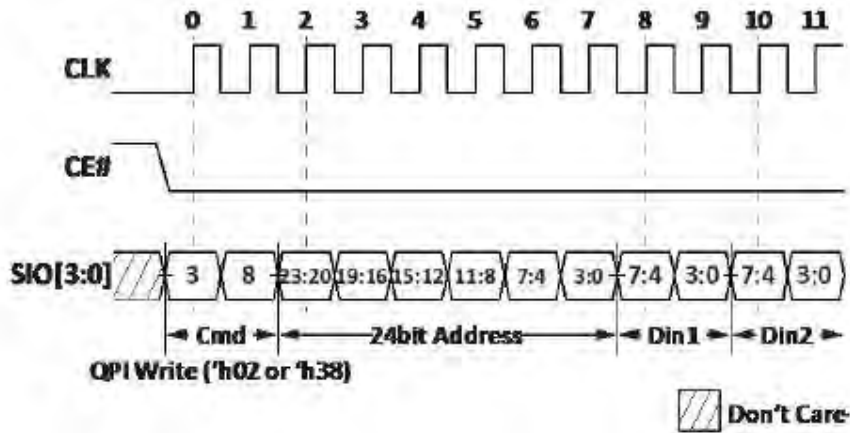 0 1 2 3 4 5 6 7 8 9 10 11
CLK
CE#
SIO[3:0] 3 8 23:20 19:16 15:12 11:8 7:4 3:0 7:4 3:0 7:4 3:0
Cmd 24bit Address Din1 Din2
QPI Write ('h02 or 'h38)
Don't Care